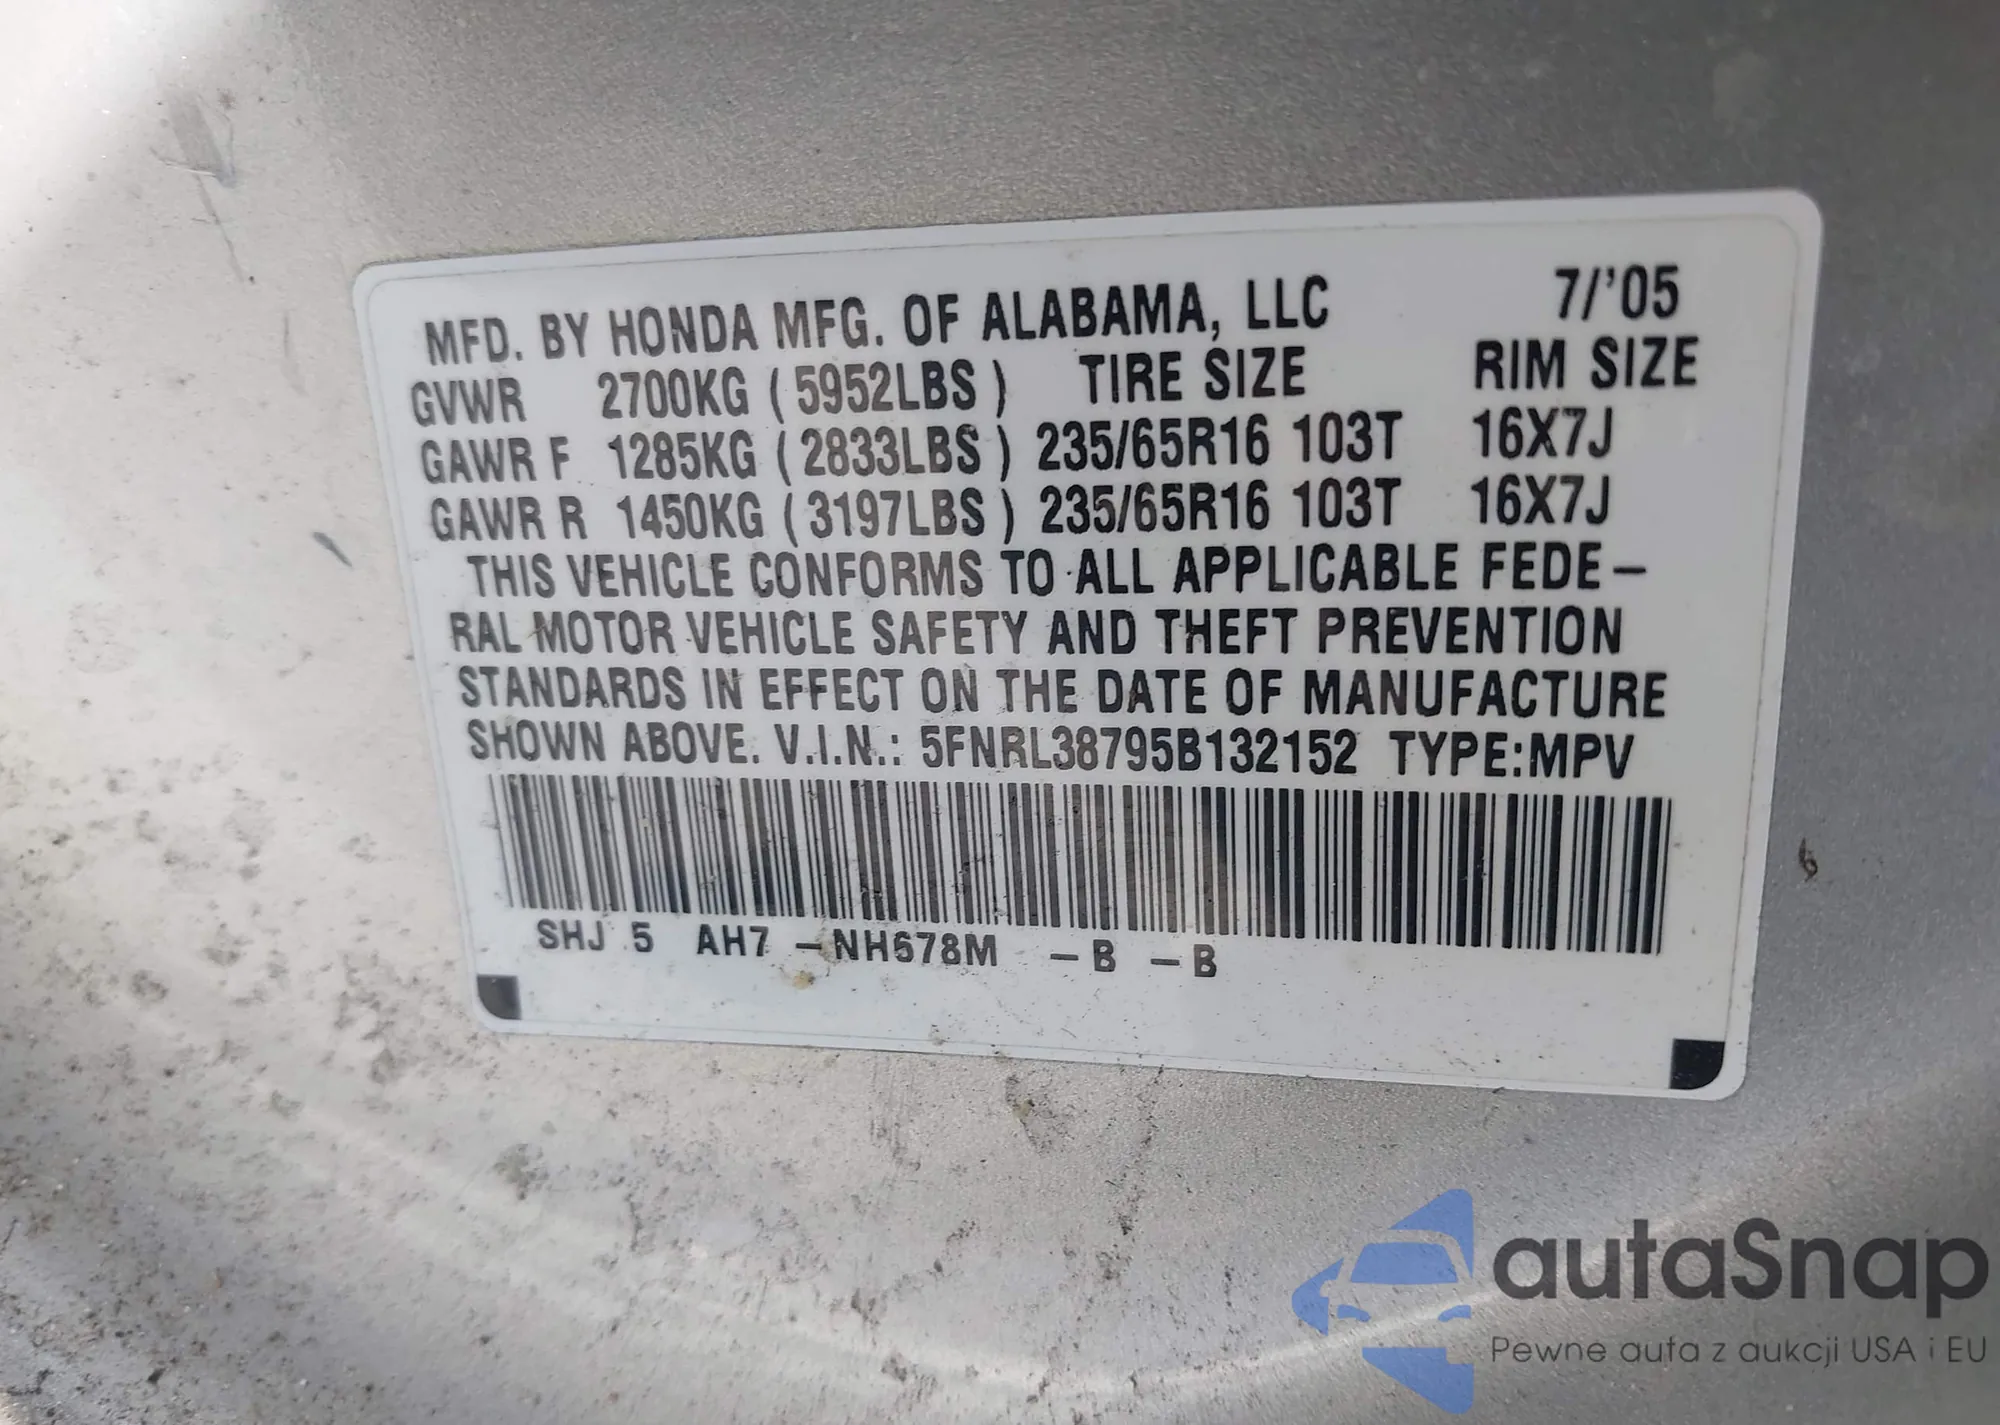 MFD. BY HONDA MFG. OF ALABAMA, LLC 7/'05
GVWR 2700KG ( 5952LBS ) TIRE SIZE RIM SIZE
GAWR F 1285KG ( 2833LBS ) 235/65R16 103T 16X7J
GAWR R 1450KG ( 3197LBS ) 235/65R16 103T 16X7J
THIS VEHICLE CONFORMS TO ALL APPLICABLE FEDE-
RAL MOTOR VEHICLE SAFETY AND THEFT PREVENTION
STANDARDS IN EFFECT ON THE DATE OF MANUFACTURE
SHOWN ABOVE. V.I.N.: 5FNRL38795B132152 TYPE:MPV
SHJ 5 AH7 -NH678M -B -B
autaSnap
Pewne auta z aukcji USA i EU